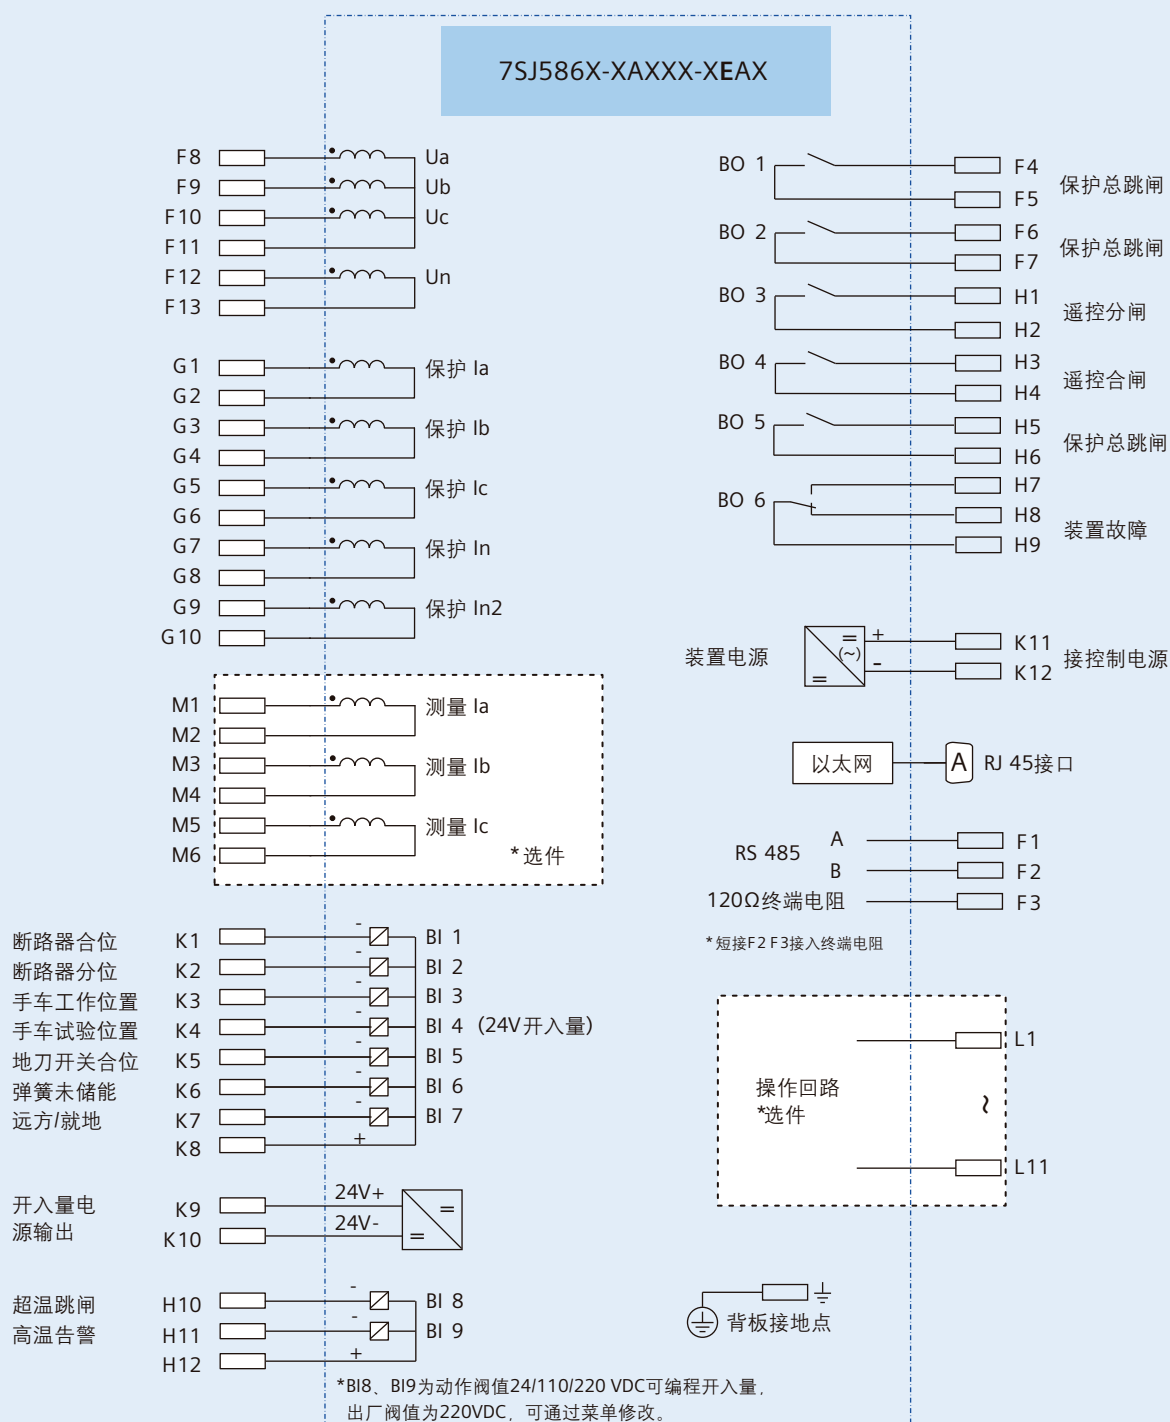 7SJ586X-XAXXX-XEAX
F8 Ua
F9 Ub
F10 Uc
F11
F12 Un
F13
G1 保护 Ia
G2
G3 保护 Ib
G4
G5 保护 Ic
G6
G7 保护 In
G8
G9 保护 In2
G10
M1 测量 Ia
M2
M3 测量 Ib
M4
M5 测量 Ic
M6 *选件
断路器合位 K1 - BI 1
断路器分位 K2 - BI 2
手车工作位置 K3 - BI 3
手车试验位置 K4 - BI 4 (24V开入量)
地刀开关合位 K5 - BI 5
弹簧未储能 K6 - BI 6
远方/就地 K7 - BI 7
K8 +
开入量电
源输出
K9 24V+
K10 24V-
= =
超温跳闸 H10 - BI 8
高温告警 H11 - BI 9
H12 +
*BI8、BI9为动作阀值24/110/220 VDC可编程开入量,
出厂阀值为220VDC, 可通过菜单修改。
BO 1 F4
F5
保护总跳闸
BO 2 F6
F7
保护总跳闸
BO 3 H1
H2
遥控分闸
BO 4 H3
H4
遥控合闸
BO 5 H5
H6
保护总跳闸
BO 6 H7
H8
H9
装置故障
装置电源 = (~) = + K11
- K12
接控制电源
以太网 A RJ 45接口
RS 485
A F1
B F2
120Ω终端电阻 F3
*短接F2 F3接入终端电阻
L1
操作回路
*选件
~
L11
背板接地点